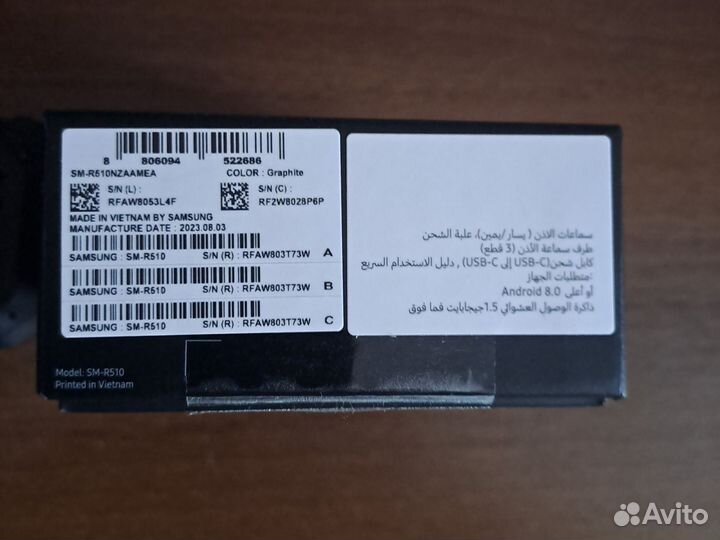 8 806094 522686
SM-R510NZAAMEA COLOR : Graphite
S/N (L) : RFAW8053L4F
S/N (C) : RF2W8028P6P
MADE IN VIETNAM BY SAMSUNG
MANUFACTURE DATE : 2023.08.03
SAMSUNG : SM-R510 S/N (R) : RFAW803T73W A
SAMSUNG : SM-R510 S/N (R) : RFAW803T73W B
SAMSUNG : SM-R510 S/N (R) : RFAW803T73W C
سماعات الاذن ( يسار/يمين)، علبة الشحن
طرف سماعة الأذن (3 قطع)
كابل شحن(USB-C إلى USB-C) , دليل الاستخدام السريع
متطلبات الجهاز:
Android 8.0 أو أعلى
ذاكرة الوصول العشوائي 1.5جيجابايت فما فوق
Model: SM-R510
Printed in Vietnam
Avito